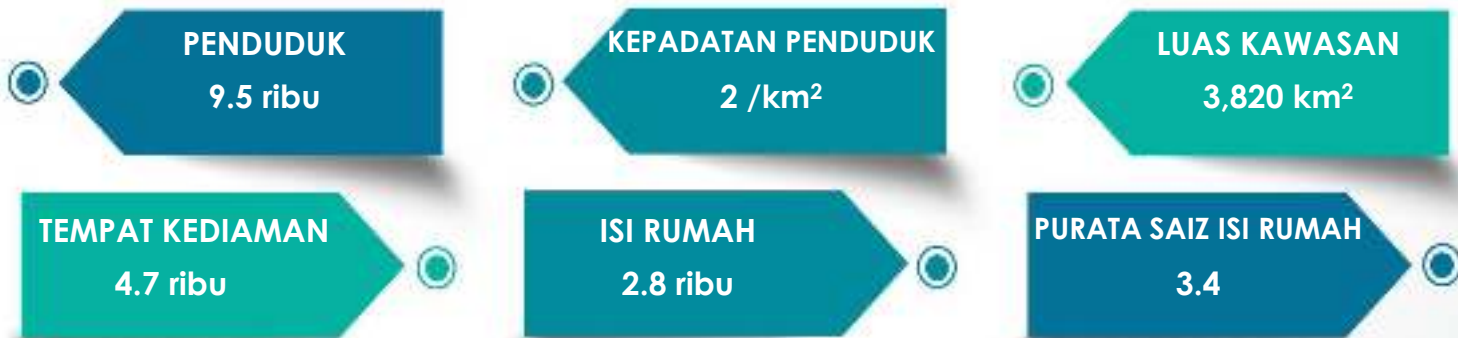 PENDUDUK
9.5 ribu
KEPADATAN PENDUDUK
2 /km²
LUAS KAWASAN
3,820 km²
TEMPAT KEDIAMAN
4.7 ribu
ISI RUMAH
2.8 ribu
PURATA SAIZ ISI RUMAH
3.4